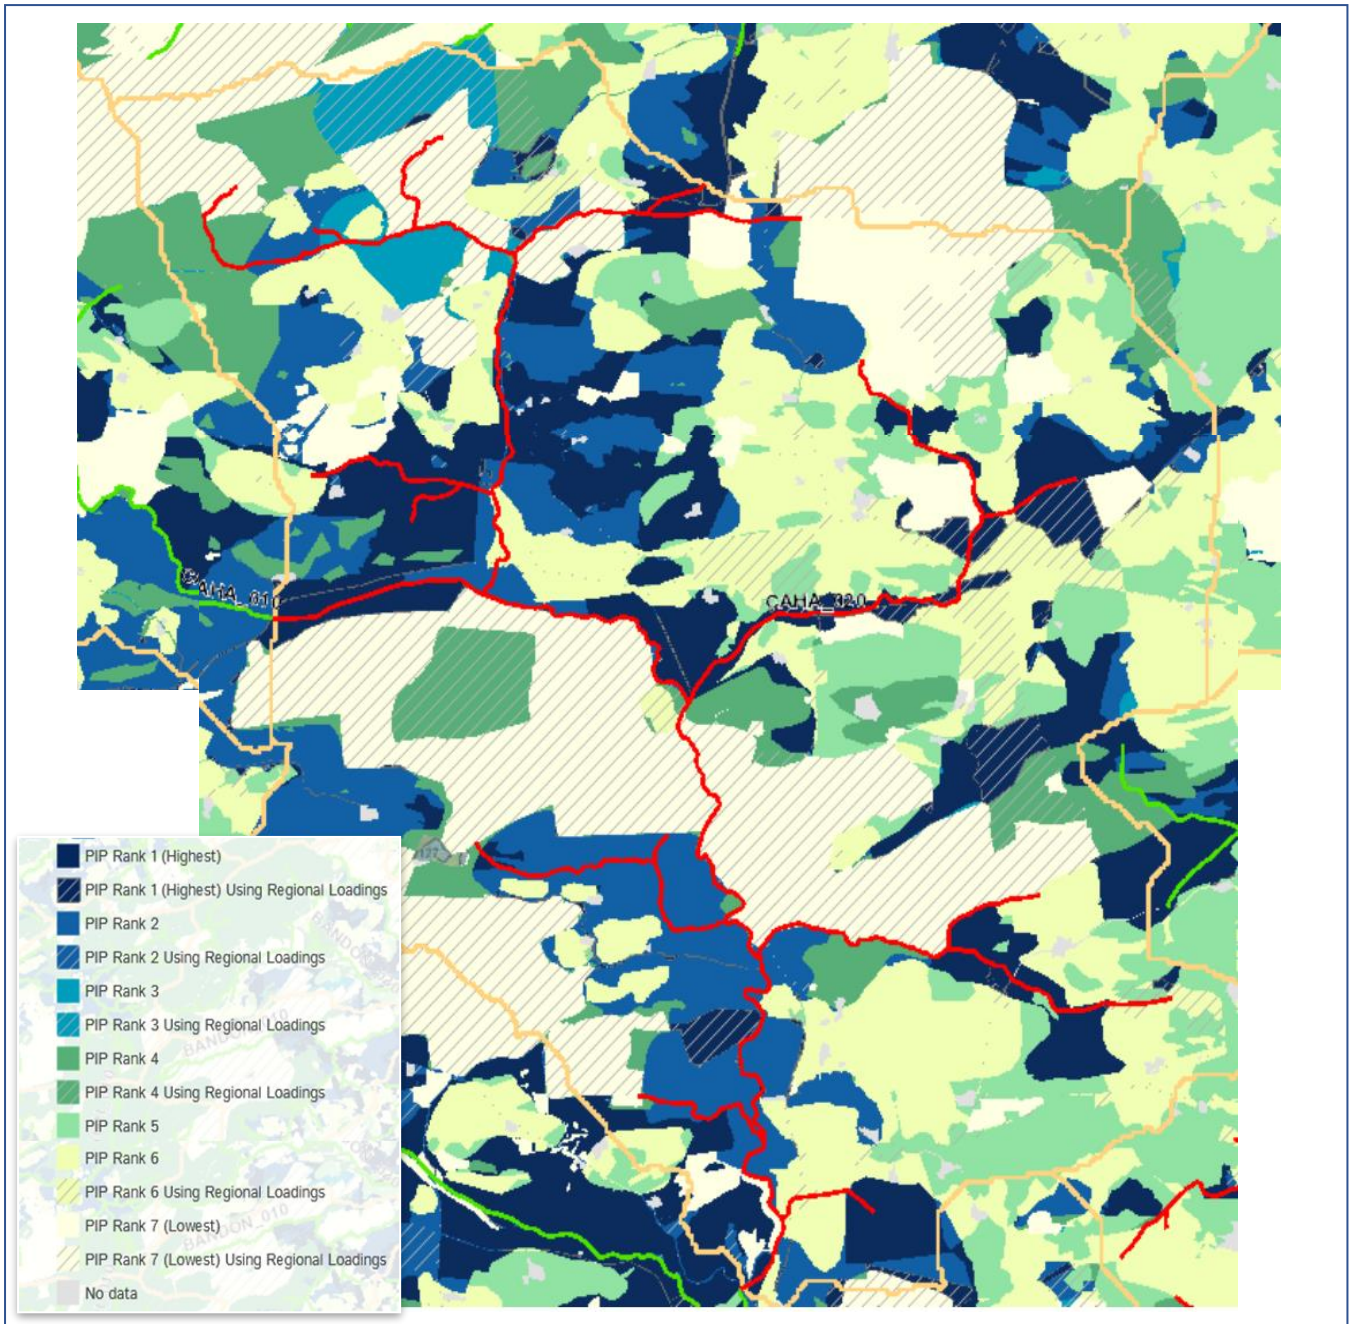 CAHA_010
CAHA_020
127
PIP Rank 1 (Highest)
PIP Rank 1 (Highest) Using Regional Loadings
PIP Rank 2
PIP Rank 2 Using Regional Loadings
PIP Rank 3
PIP Rank 3 Using Regional Loadings
PIP Rank 4
PIP Rank 4 Using Regional Loadings
PIP Rank 5
PIP Rank 6
PIP Rank 6 Using Regional Loadings
PIP Rank 7 (Lowest)
PIP Rank 7 (Lowest) Using Regional Loadings
No data
BANDON_010
BANDON_010